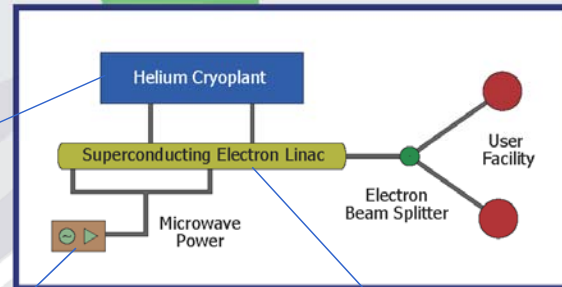 Helium Cryoplant
Superconducting Electron Linac
User
Facility
Electron
Beam Splitter
Microwave
Power